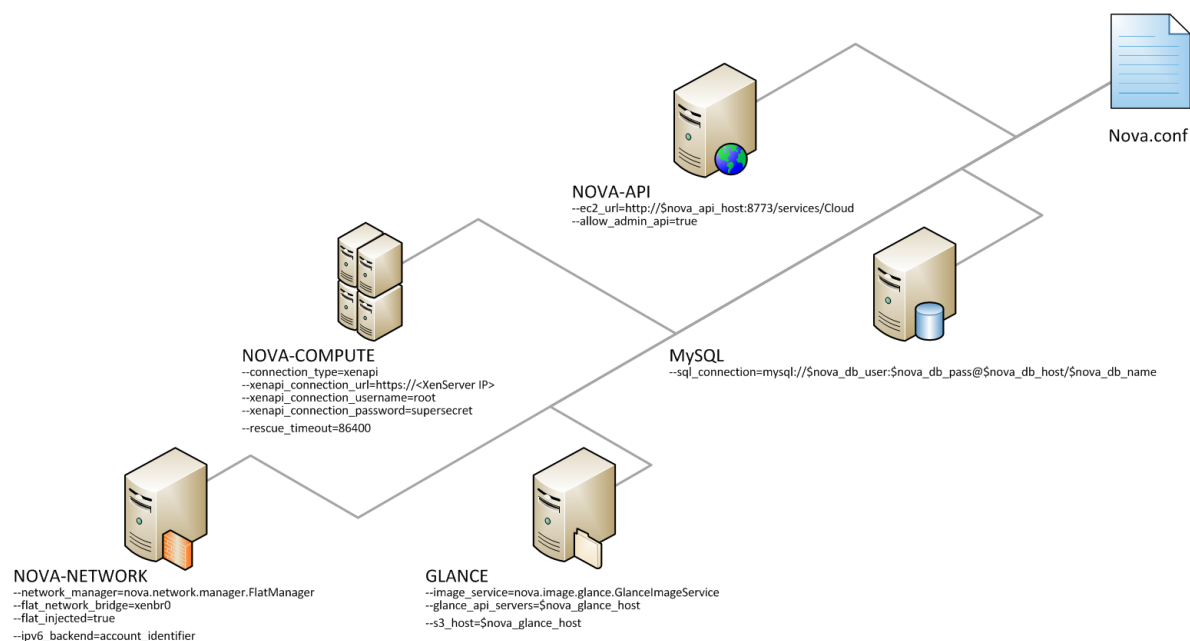 Nova.conf
NOVA-API
--ec2_url=http://$nova_api_host:8773/services/Cloud
--allow_admin_api=true
NOVA-COMPUTE
--connection_type=xenapi
--xenapi_connection_url=https://<XenServer IP>
--xenapi_connection_username=root
--xenapi_connection_password=supersecret
--rescue_timeout=86400
MySQL
--sql_connection=mysql://$nova_db_user:$nova_db_pass@$nova_db_host/$nova_db_name
NOVA-NETWORK
--network_manager=nova.network.manager.FlatManager
--flat_network_bridge=xenbr0
--flat_injected=true
--ipv6_backend=account_identifier
GLANCE
--image_service=nova.image.glance.GlanceImageService
--glance_api_servers=$nova_glance_host
--s3_host=$nova_glance_host